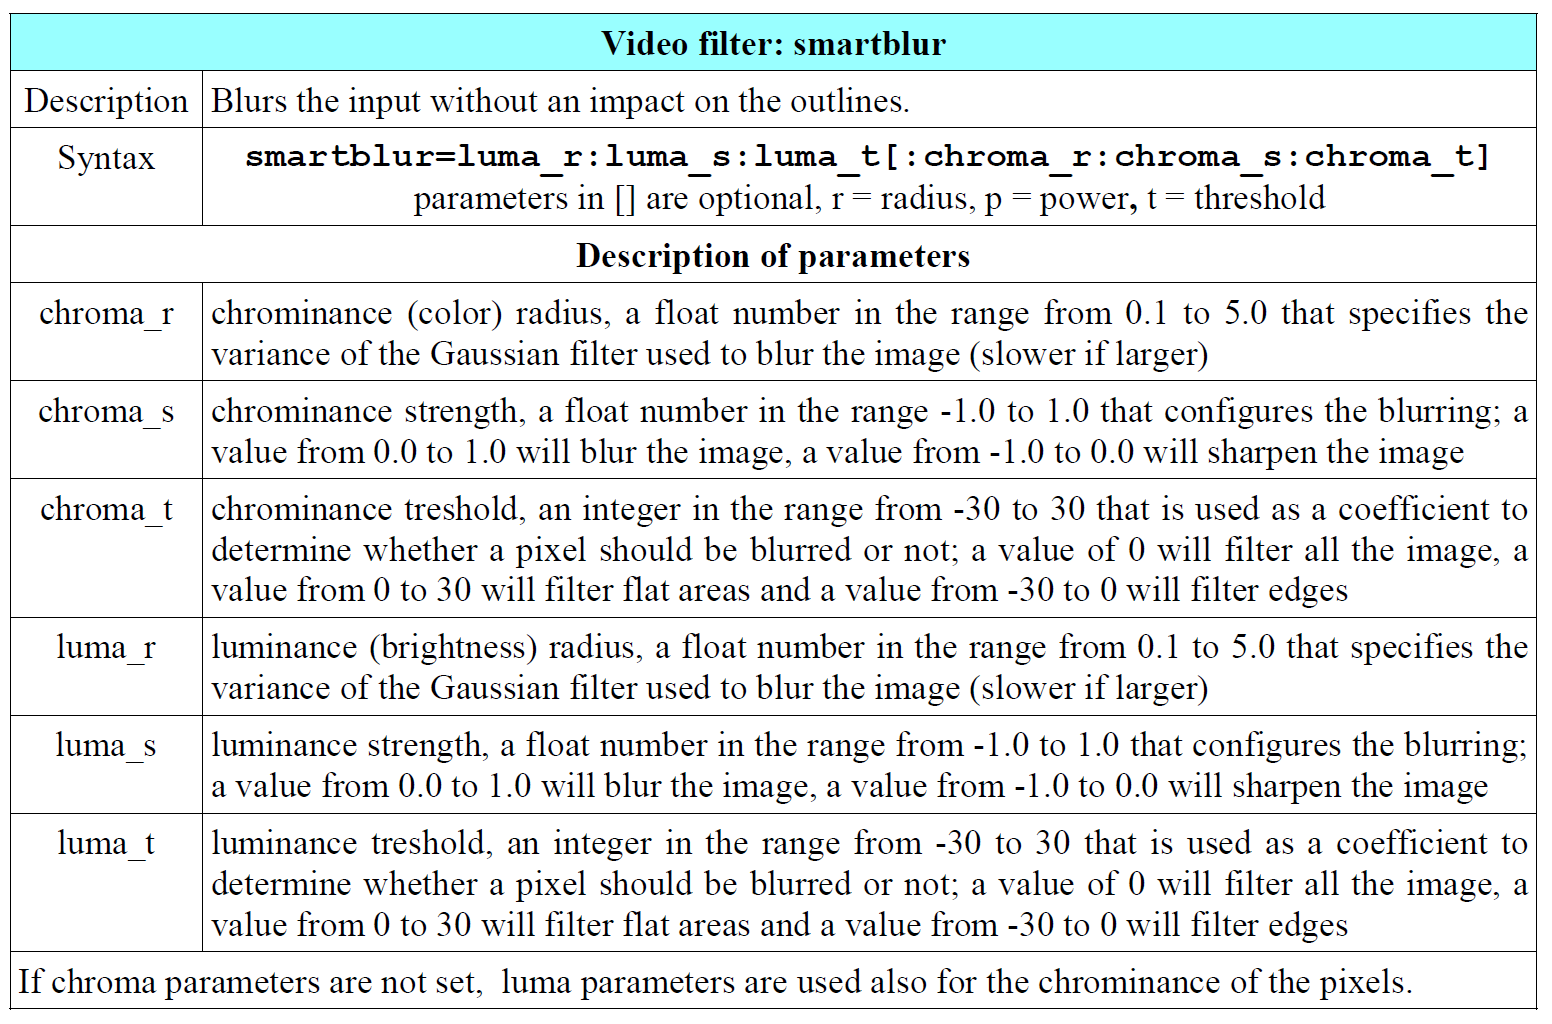 Video filter: smartblur
Description
Blurs the input without an impact on the outlines.
Syntax
smartblur=luma_r:luma_s:luma_t[:chroma_r:chroma_s:chroma_t]
parameters in [] are optional, r = radius, p = power, t = threshold
Description of parameters
chroma_r
chrominance (color) radius, a float number in the range from 0.1 to 5.0 that specifies the
variance of the Gaussian filter used to blur the image (slower if larger)
chroma_s
chrominance strength, a float number in the range -1.0 to 1.0 that configures the blurring; a
value from 0.0 to 1.0 will blur the image, a value from -1.0 to 0.0 will sharpen the image
chroma_t
chrominance treshold, an integer in the range from -30 to 30 that is used as a coefficient to
determine whether a pixel should be blurred or not; a value of 0 will filter all the image, a
value from 0 to 30 will filter flat areas and a value from -30 to 0 will filter edges
luma_r
luminance (brightness) radius, a float number in the range from 0.1 to 5.0 that specifies the
variance of the Gaussian filter used to blur the image (slower if larger)
luma_s
luminance strength, a float number in the range from -1.0 to 1.0 that configures the blurring;
a value from 0.0 to 1.0 will blur the image, a value from -1.0 to 0.0 will sharpen the image
luma_t
luminance treshold, an integer in the range from -30 to 30 that is used as a coefficient to
determine whether a pixel should be blurred or not; a value of 0 will filter all the image, a
value from 0 to 30 will filter flat areas and a value from -30 to 0 will filter edges
If chroma parameters are not set, luma parameters are used also for the chrominance of the pixels.